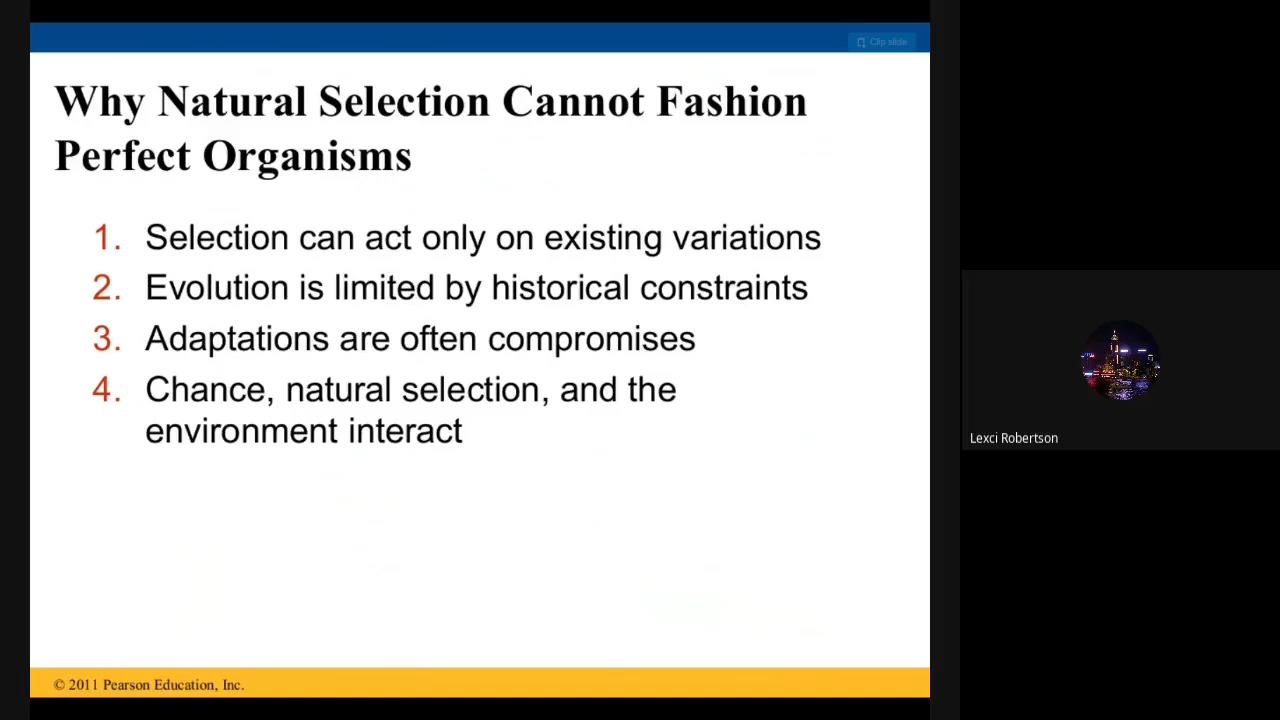 Clip slide
Why Natural Selection Cannot Fashion
Perfect Organisms
1. Selection can act only on existing variations
2. Evolution is limited by historical constraints
3. Adaptations are often compromises
4. Chance, natural selection, and the
environment interact
© 2011 Pearson Education, Inc.
Lexci Robertson